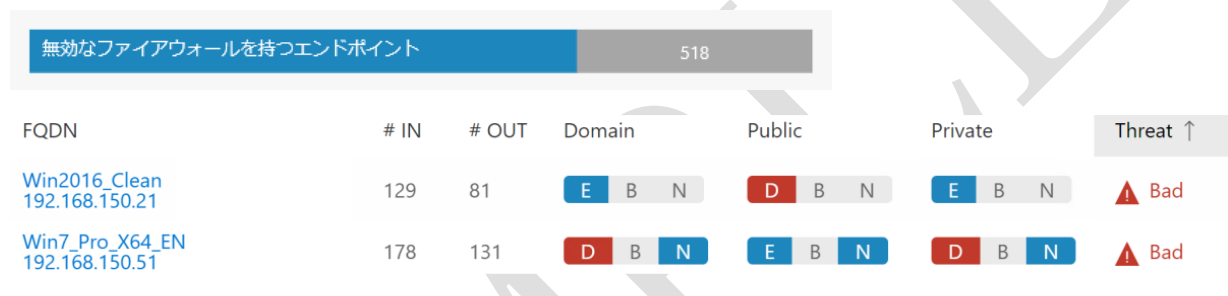 無効なファイアウォールを持つエンドポイント 518
FQDN # IN # OUT Domain Public Private Threat ↑
Win2016_Clean
192.168.150.21
129 81 E B N D B N E B N Bad
Win7_Pro_X64_EN
192.168.150.51
178 131 D B N E B N D B N Bad